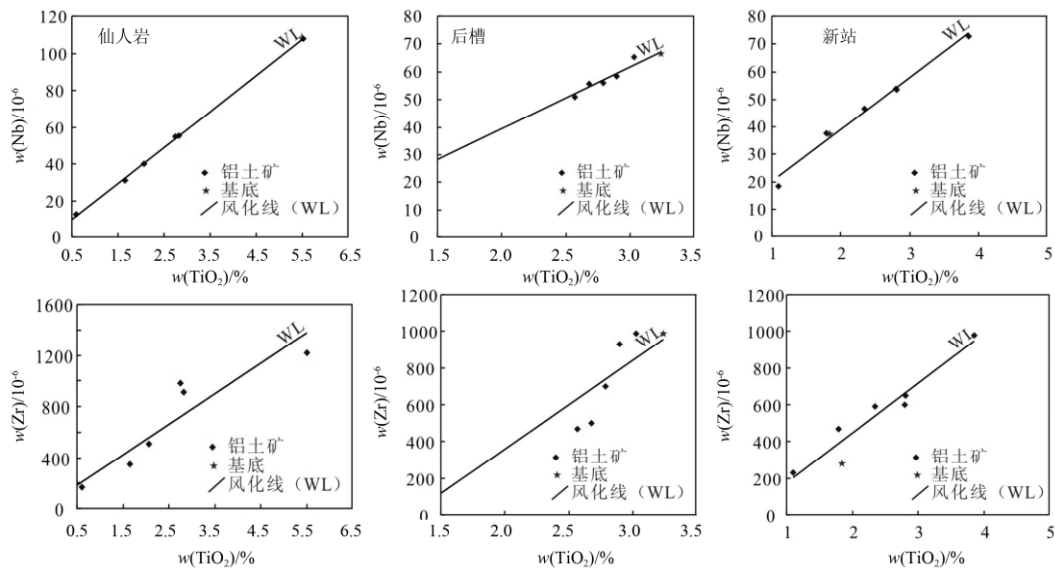 仙人岩
WL
w(Nb)/10⁻⁶
120
100
80
60
40
20
0
铝土矿
基底
风化线（WL）
0.5 1.5 2.5 3.5 4.5 5.5 6.5
w(TiO₂)/%
后槽
WL
w(Nb)/10⁻⁶
80
70
60
50
40
30
20
10
0
铝土矿
基底
风化线（WL）
1.5 2.0 2.5 3.0 3.5
w(TiO₂)/%
新站
WL
w(Nb)/10⁻⁶
80
70
60
50
40
30
20
10
0
铝土矿
基底
风化线（WL）
1 2 3 4 5
w(TiO₂)/%
WL
w(Zr)/10⁻⁶
1600
1200
800
400
0
铝土矿
基底
风化线（WL）
0.5 1.5 2.5 3.5 4.5 5.5 6.5
w(TiO₂)/%
WL
w(Zr)/10⁻⁶
1200
1000
800
600
400
200
0
铝土矿
基底
风化线（WL）
1.5 2.0 2.5 3.0 3.5
w(TiO₂)/%
WL
w(Zr)/10⁻⁶
1200
1000
800
600
400
200
0
铝土矿
基底
风化线（WL）
1 2 3 4 5
w(TiO₂)/%